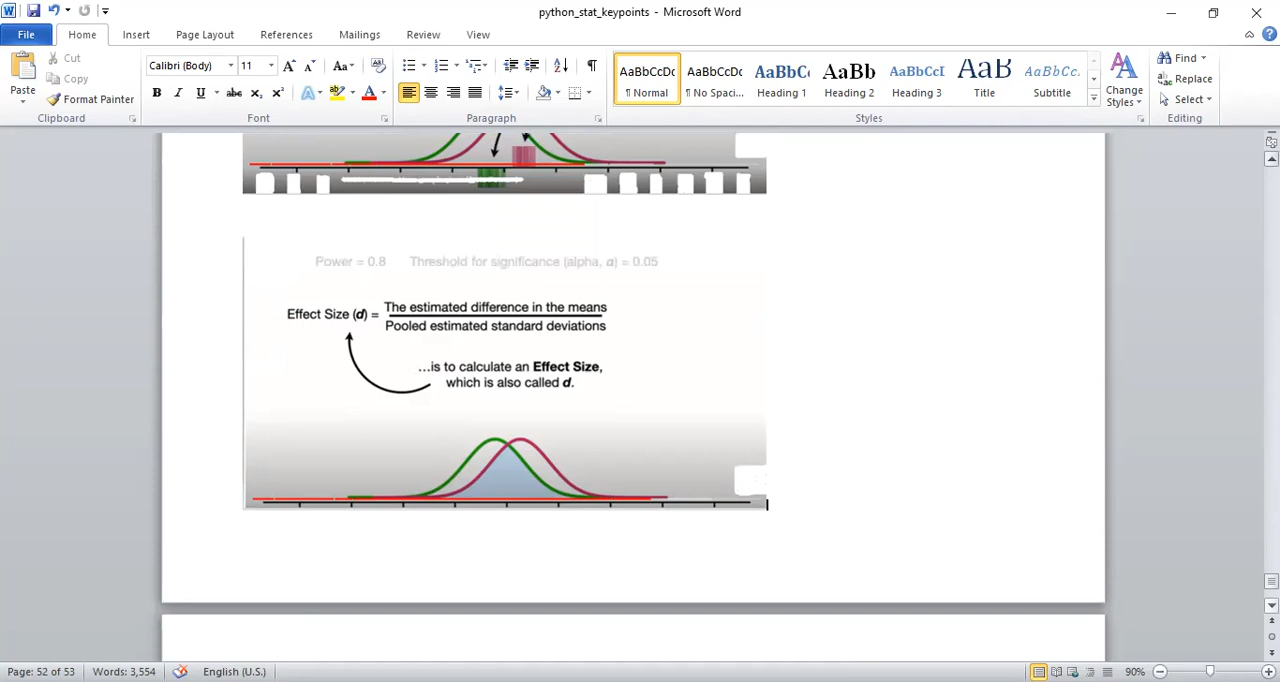 python_stat_keypoints - Microsoft Word
File Home Insert Page Layout References Mailings Review View
Paste
Cut
Copy
Format Painter
Clipboard
Calibri (Body) 11
Font
Paragraph
AaBbCcDc AaBbCcDc AaBbC AaBb AaBbCcI AaB AaBbCc.
¶ Normal ¶ No Spaci... Heading 1 Heading 2 Heading 3 Title Subtitle
Styles
Change
Styles
Find
Replace
Select
Editing
Power = 0.8 Threshold for significance (alpha, α) = 0.05
Effect Size (d) = The estimated difference in the means
Pooled estimated standard deviations
...is to calculate an Effect Size,
which is also called d.
Page: 52 of 53 Words: 3,554 English (U.S.) 90%